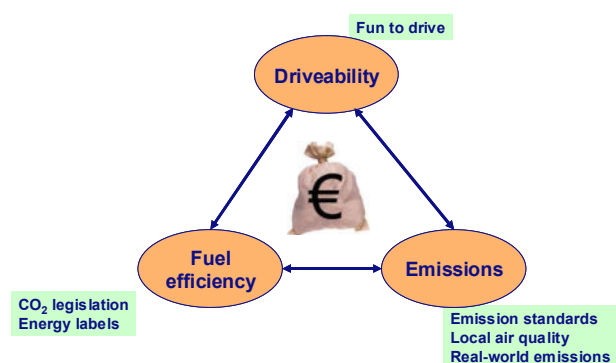 Fun to drive
Driveability
€
Fuel
efficiency
Emissions
CO₂ legislation
Energy labels
Emission standards
Local air quality
Real-world emissions